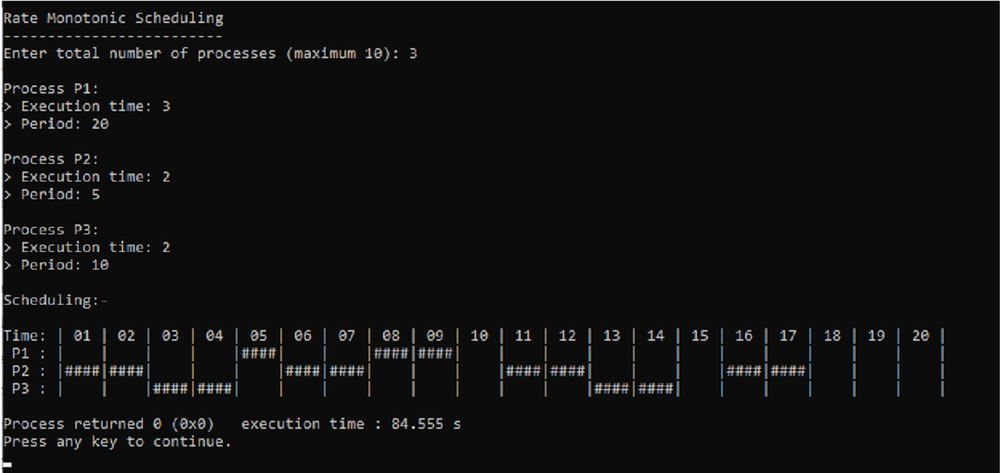 Rate Monotonic Scheduling
-------------------------
Enter total number of processes (maximum 10): 3
Process P1:
> Execution time: 3
> Period: 20
Process P2:
> Execution time: 2
> Period: 5
Process P3:
> Execution time: 2
> Period: 10
Scheduling:-
Time: | 01 | 02 | 03 | 04 | 05 | 06 | 07 | 08 | 09 | 10 | 11 | 12 | 13 | 14 | 15 | 16 | 17 | 18 | 19 | 20 |
 P1 : |    |    |    |    |####|    |    |####|####|    |    |    |    |    |    |    |    |    |    |    |
 P2 : |####|####|    |    |    |####|####|    |    |    |####|####|    |    |    |####|####|    |    |    |
 P3 : |    |    |####|####|    |    |    |    |    |    |    |    |####|####|    |    |    |    |    |    |
Process returned 0 (0x0)   execution time : 84.555 s
Press any key to continue.